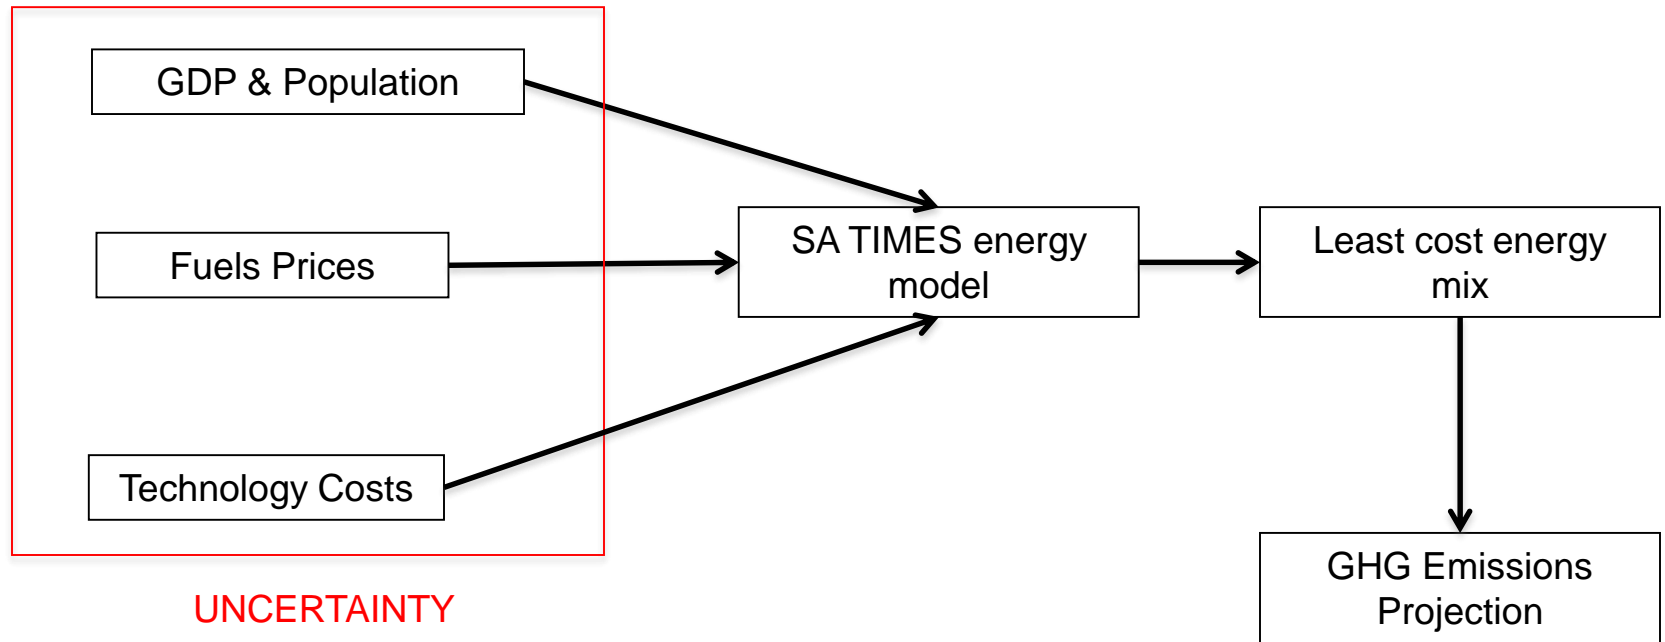 GDP & Population
Fuels Prices
Technology Costs
UNCERTAINTY
SA TIMES energy
model
Least cost energy
mix
GHG Emissions
Projection